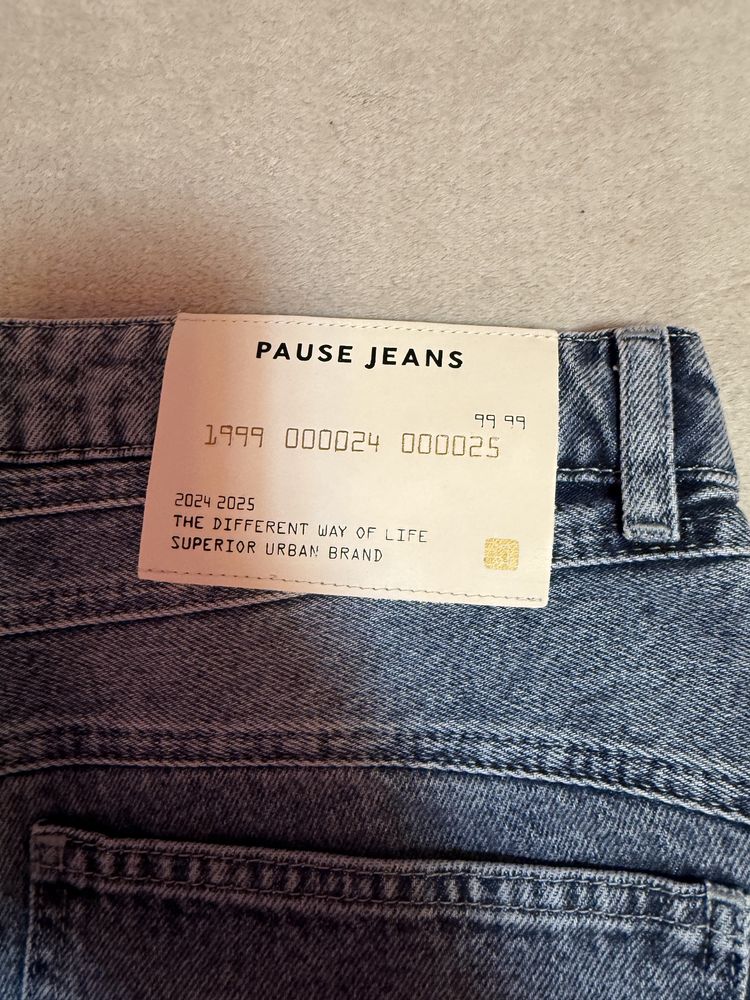 PAUSE JEANS
99 99
1999 000024 000025
2024 2025
THE DIFFERENT WAY OF LIFE
SUPERIOR URBAN BRAND